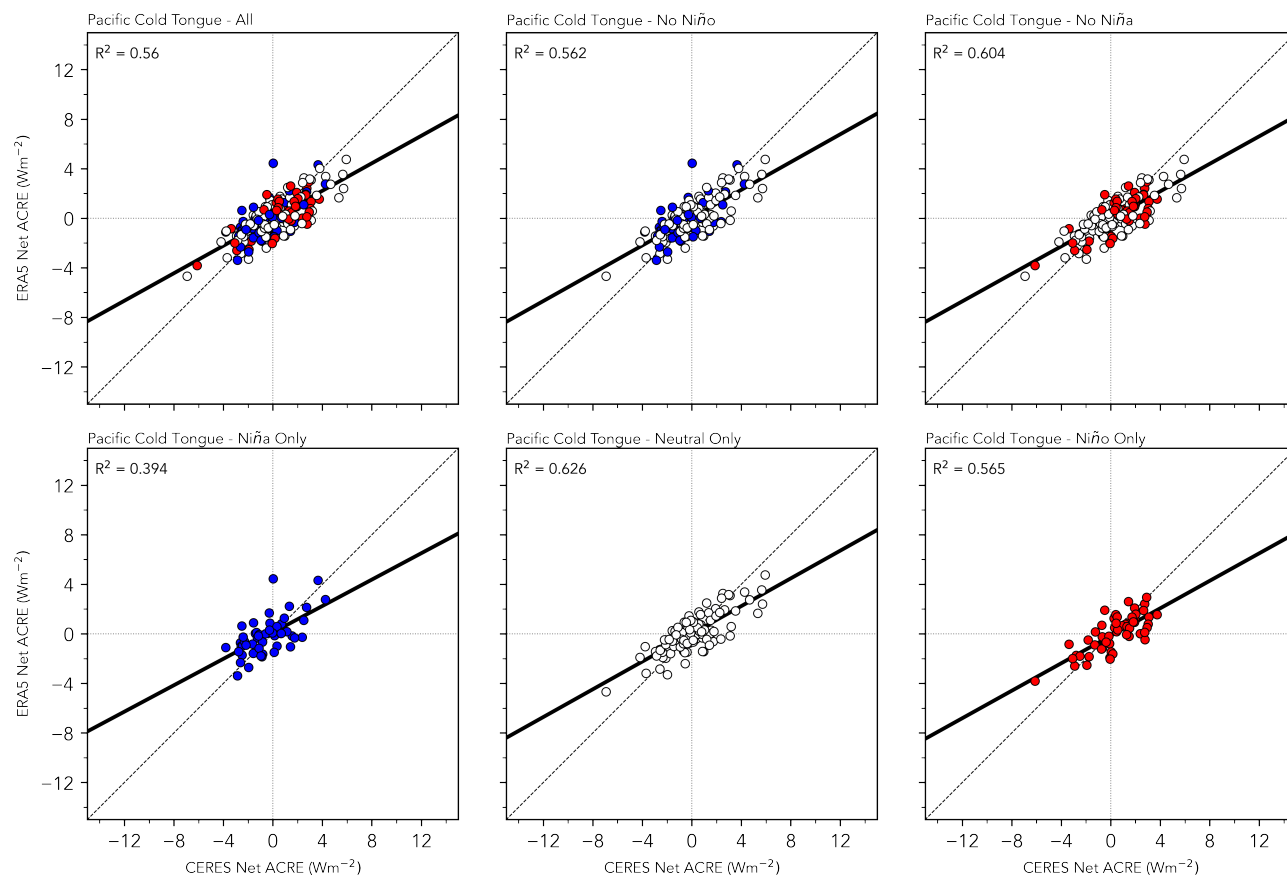 Pacific Cold Tongue - All
R² = 0.56
12
8
4
0
−4
−8
−12
ERA5 Net ACRE (Wm⁻²)
Pacific Cold Tongue - No Niño
R² = 0.562
Pacific Cold Tongue - No Niña
R² = 0.604
Pacific Cold Tongue - Niña Only
R² = 0.394
12
8
4
0
−4
−8
−12
ERA5 Net ACRE (Wm⁻²)
−12 −8 −4 0 4 8 12
CERES Net ACRE (Wm⁻²)
Pacific Cold Tongue - Neutral Only
R² = 0.626
−12 −8 −4 0 4 8 12
CERES Net ACRE (Wm⁻²)
Pacific Cold Tongue - Niño Only
R² = 0.565
−12 −8 −4 0 4 8 12
CERES Net ACRE (Wm⁻²)